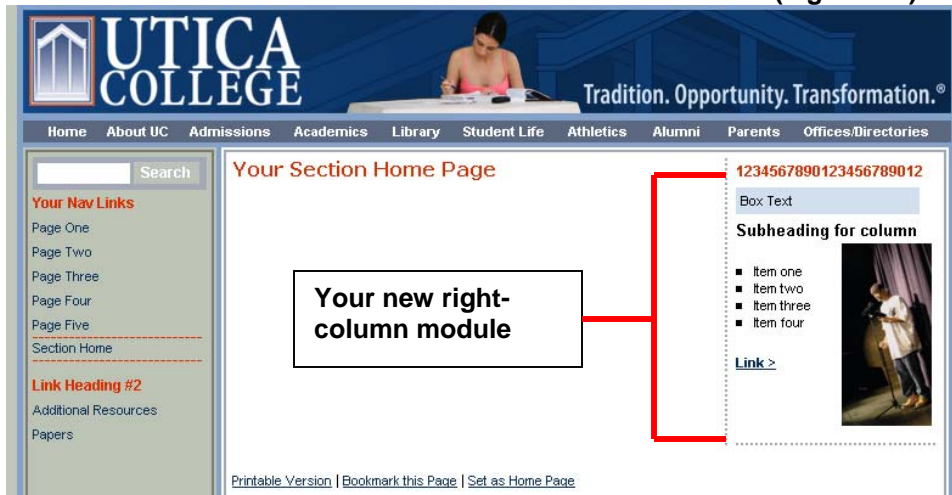 UTICA
COLLEGE
Tradition. Opportunity. Transformation.®
Home About UC Admissions Academics Library Student Life Athletics Alumni Parents Offices/Directories
Search
Your Nav Links
Page One
Page Two
Page Three
Page Four
Page Five
Section Home
Link Heading #2
Additional Resources
Papers
Your Section Home Page
Your new right-
column module
1234567890123456789012
Box Text
Subheading for column
Item one
Item two
Item three
Item four
Link >
Printable Version | Bookmark this Page | Set as Home Page